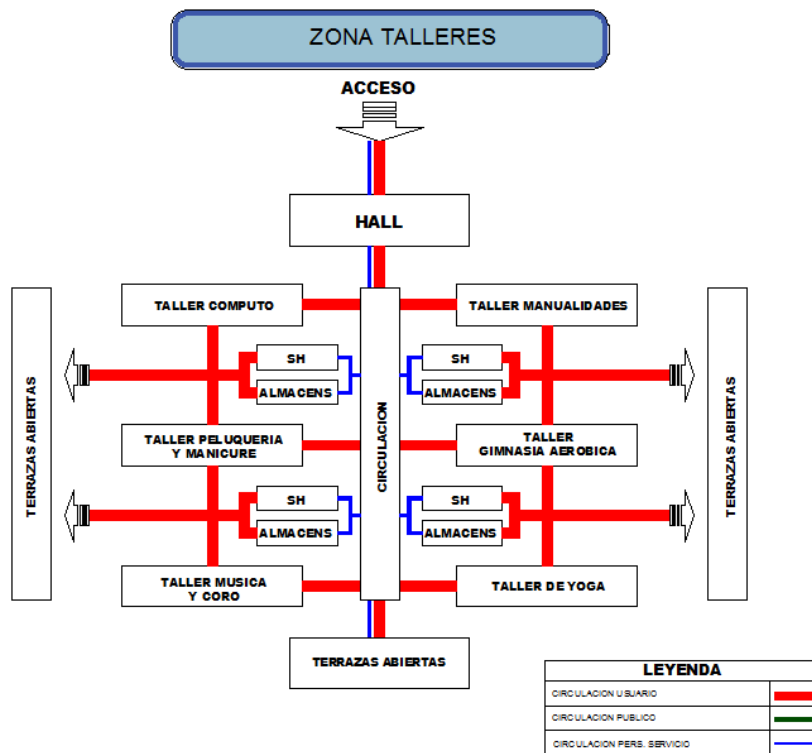 ZONA TALLERES
ACCESO
HALL
TALLER COMPUTO
TALLER MANUALIDADES
SH
SH
ALMACENS
ALMACENS
TERRAZAS ABIERTAS
CIRCULACION
TERRAZAS ABIERTAS
TALLER PELUQUERIA
Y MANICURE
TALLER
GIMNASIA AEROBICA
SH
SH
ALMACENS
ALMACENS
TALLER MUSICA
Y CORO
TALLER DE YOGA
TERRAZAS ABIERTAS
LEYENDA
CIRCULACION USUARIO
CIRCULACION PUBLICO
CIRCULACION PERS. SERVICIO